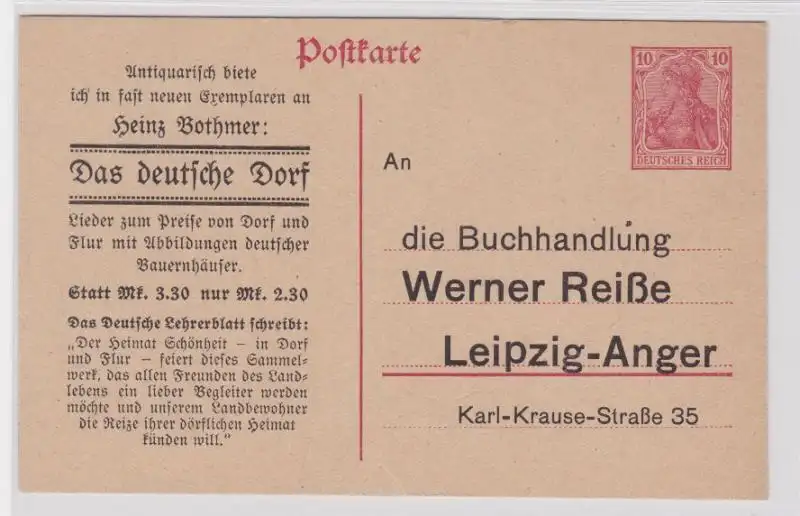 Postkarte
Antiquarisch biete
ich in fast neuen Exemplaren an
Heinz Bothmer:
Das deutsche Dorf
Lieder zum Preise von Dorf und
Flur mit Abbildungen deutscher
Bauernhäuser.
Statt Mk. 3.30 nur Mk. 2.30
Das Deutsche Lehrerblatt schreibt:
„Der Heimat Schönheit – in Dorf
und Flur – feiert dieses Sammel-
werk, das allen Freunden des Land-
lebens ein lieber Begleiter werden
möchte und unserem Landbewohner
die Reize ihrer dörflichen Heimat
künden will."
10 10
DEUTSCHES REICH
An
die Buchhandlung
Werner Reiße
Leipzig-Anger
Karl-Krause-Straße 35